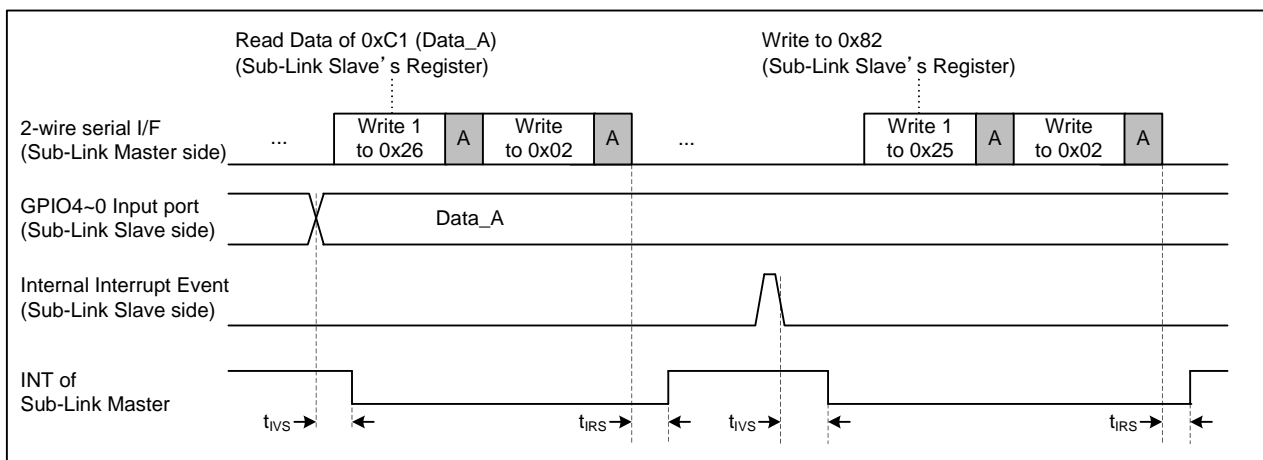 Read Data of 0xC1 (Data_A)
(Sub-Link Slave’s Register)
Write to 0x82
(Sub-Link Slave’s Register)
2-wire serial I/F
(Sub-Link Master side)
...
Write 1
to 0x26
A
Write
to 0x02
A
...
Write 1
to 0x25
A
Write
to 0x02
A
GPIO4~0 Input port
(Sub-Link Slave side)
Data_A
Internal Interrupt Event
(Sub-Link Slave side)
INT of
Sub-Link Master
tIVS
tIRS
tIVS
tIRS